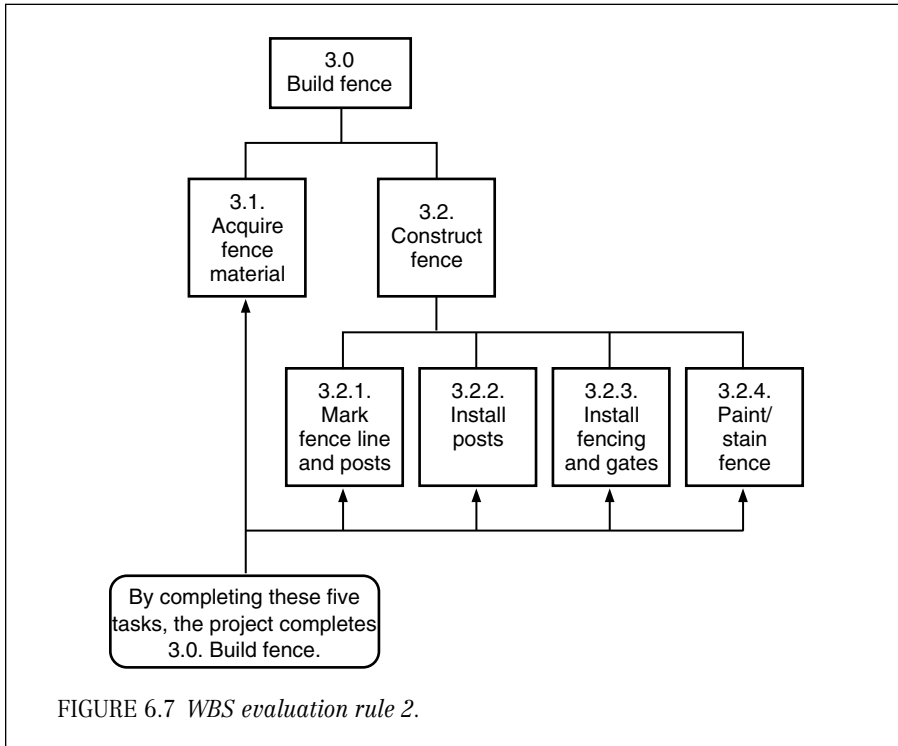 3.0
Build fence
3.1.
Acquire
fence
material
3.2.
Construct
fence
3.2.1.
Mark
fence line
and posts
3.2.2.
Install
posts
3.2.3.
Install
fencing
and gates
3.2.4.
Paint/
stain
fence
By completing these five
tasks, the project completes
3.0. Build fence.
FIGURE 6.7 WBS evaluation rule 2.